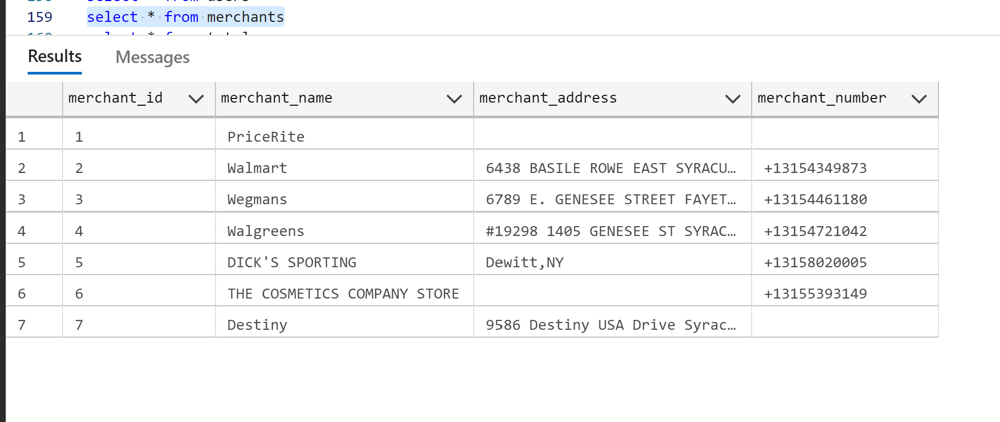 select * from users
159 select * from merchants
Results Messages
merchant_id merchant_name merchant_address merchant_number
1 1 PriceRite
2 2 Walmart 6438 BASILE ROWE EAST SYRACU… +13154349873
3 3 Wegmans 6789 E. GENESEE STREET FAYET… +13154461180
4 4 Walgreens #19298 1405 GENESEE ST SYRAC… +13154721042
5 5 DICK'S SPORTING Dewitt,NY +13158020005
6 6 THE COSMETICS COMPANY STORE +13155393149
7 7 Destiny 9586 Destiny USA Drive Syrac…